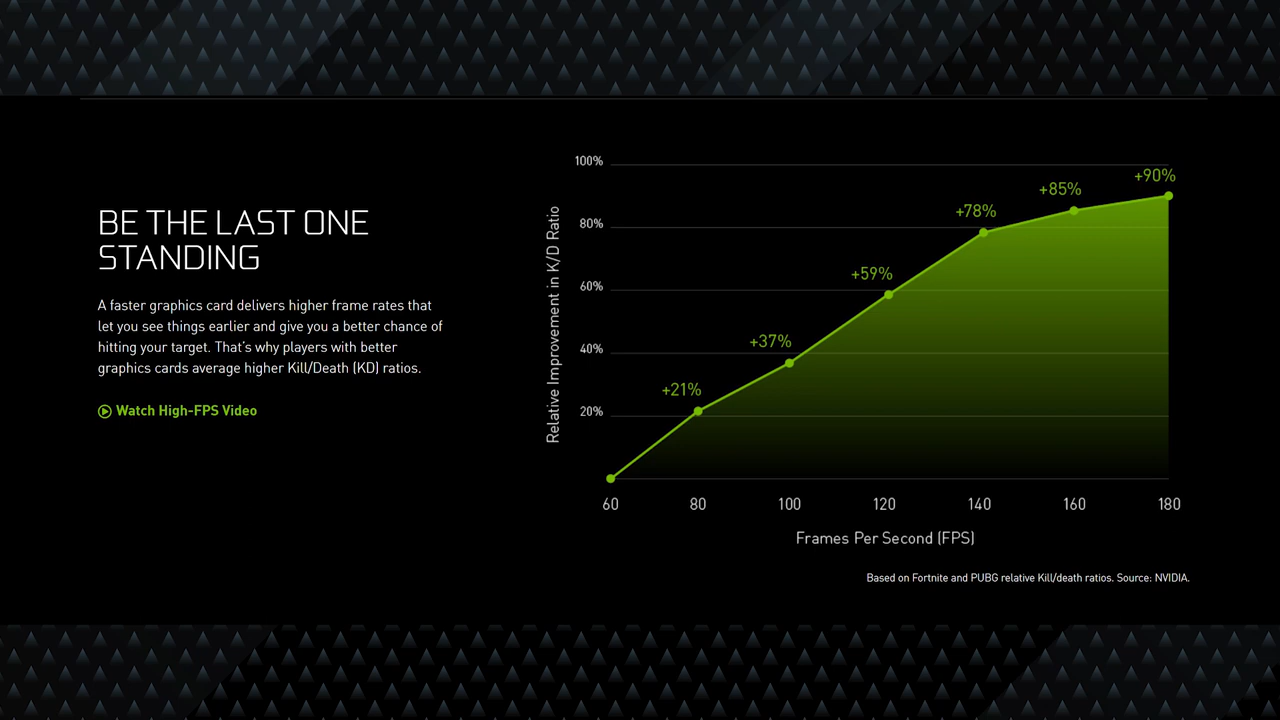 BE THE LAST ONE
STANDING
A faster graphics card delivers higher frame rates that
let you see things earlier and give you a better chance of
hitting your target. That's why players with better
graphics cards average higher Kill/Death (KD) ratios.
Watch High-FPS Video
Relative Improvement in K/D Ratio
100%
80%
60%
40%
20%
+21%
+37%
+59%
+78%
+85%
+90%
60 80 100 120 140 160 180
Frames Per Second (FPS)
Based on Fortnite and PUBG relative Kill/death ratios. Source: NVIDIA.